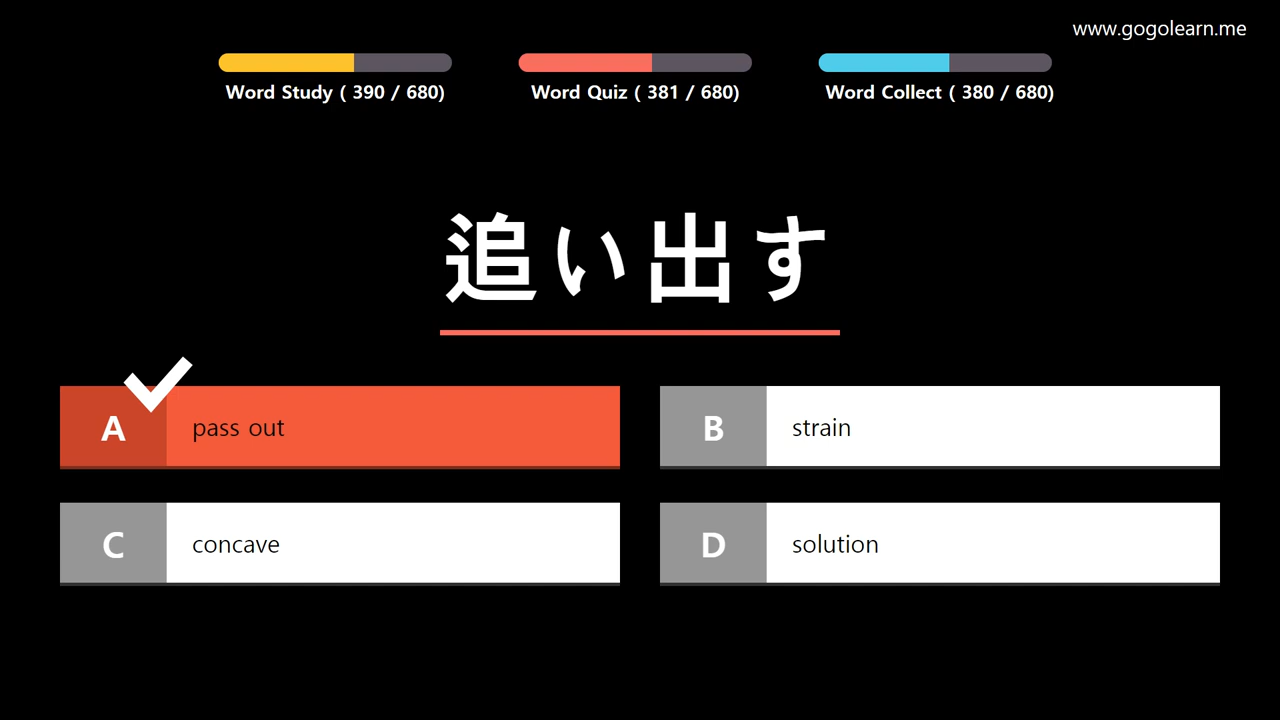 www.gogolearn.me
Word Study ( 390 / 680)
Word Quiz ( 381 / 680)
Word Collect ( 380 / 680)
追い出す
A pass out
B strain
C concave
D solution